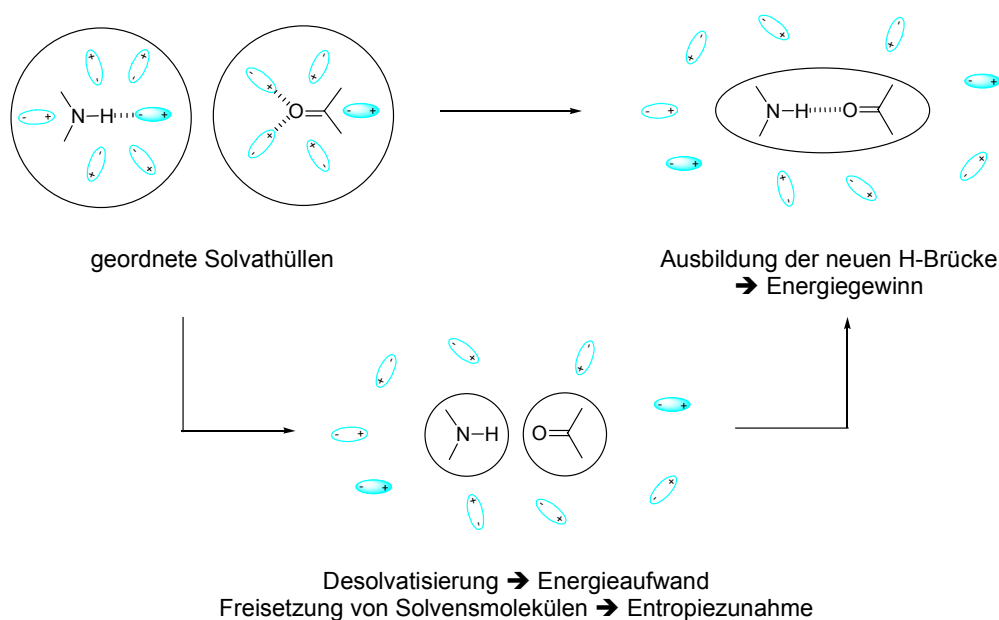 N-H O
N-H O
geordnete Solvathüllen
Ausbildung der neuen H-Brücke
➔ Energiegewinn
N-H O
Desolvatisierung ➔ Energieaufwand
Freisetzung von Solvensmolekülen ➔ Entropiezunahme